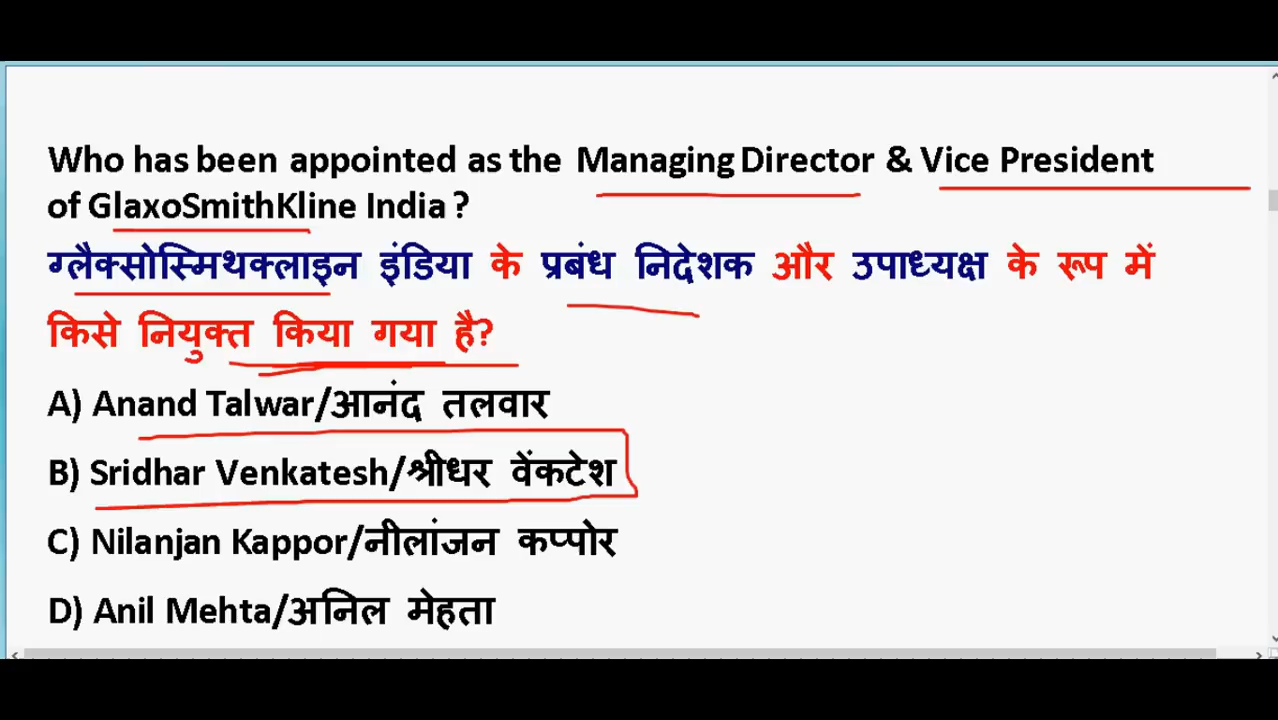 Who has been appointed as the Managing Director & Vice President
of GlaxoSmithKline India ?
ग्लैक्सोस्मिथक्लाइन इंडिया के प्रबंध निदेशक और उपाध्यक्ष के रूप में
किसे नियुक्त किया गया है?
A) Anand Talwar/आनंद तलवार
B) Sridhar Venkatesh/श्रीधर वेंकटेश
C) Nilanjan Kappor/नीलांजन कप्पोर
D) Anil Mehta/अनिल मेहता